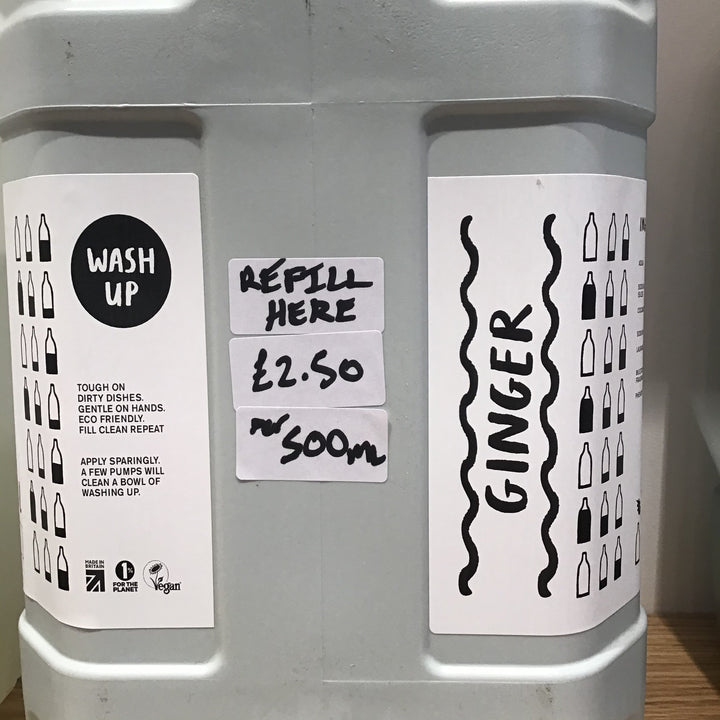 WASH
UP
TOUGH ON
DIRTY DISHES.
GENTLE ON HANDS.
ECO FRIENDLY.
FILL CLEAN REPEAT
APPLY SPARINGLY.
A FEW PUMPS WILL
CLEAN A BOWL OF
WASHING UP.
MADE IN
BRITAIN
1%
FOR THE
PLANET
Vegan
REFILL
HERE
£2.50
per 500ml
GINGER